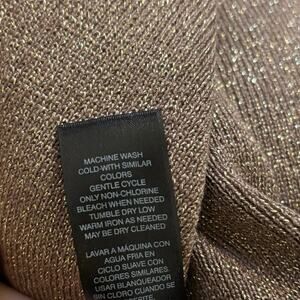 MACHINE WASH
COLD-WITH SIMILAR
COLORS
GENTLE CYCLE
ONLY NON-CHLORINE
BLEACH WHEN NEEDED
TUMBLE DRY LOW
WARM IRON AS NEEDED
MAY BE DRY CLEANED
LAVAR A MÁQUINA CON
AGUA FRIA EN
CICLO SUAVE CON
COLORES SIMILARES.
USAR BLANQUEADOR
SIN CLORO CUANDO SE